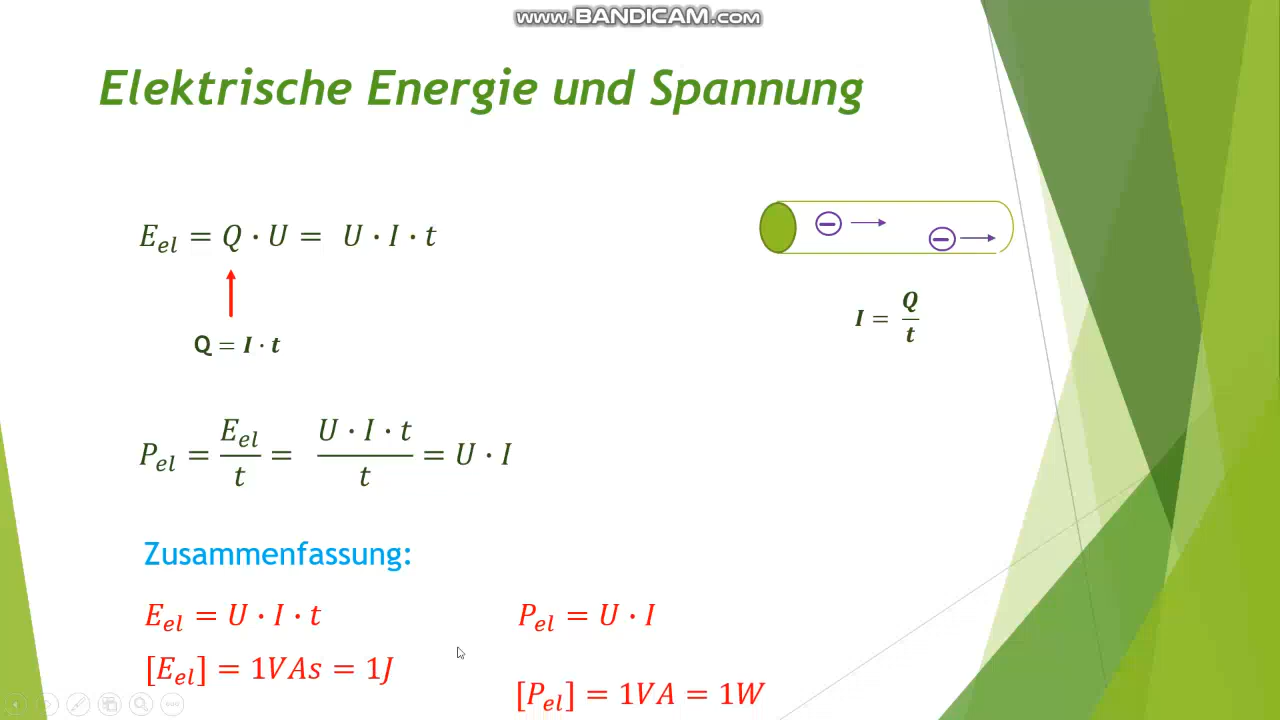 www.BANDICAM.com
Elektrische Energie und Spannung
E_el = Q · U = U · I · t
Q = I · t
I = Q/t
P_el = E_el/t = (U · I · t)/t = U · I
Zusammenfassung:
E_el = U · I · t
P_el = U · I
[E_el] = 1VAs = 1J
[P_el] = 1VA = 1W